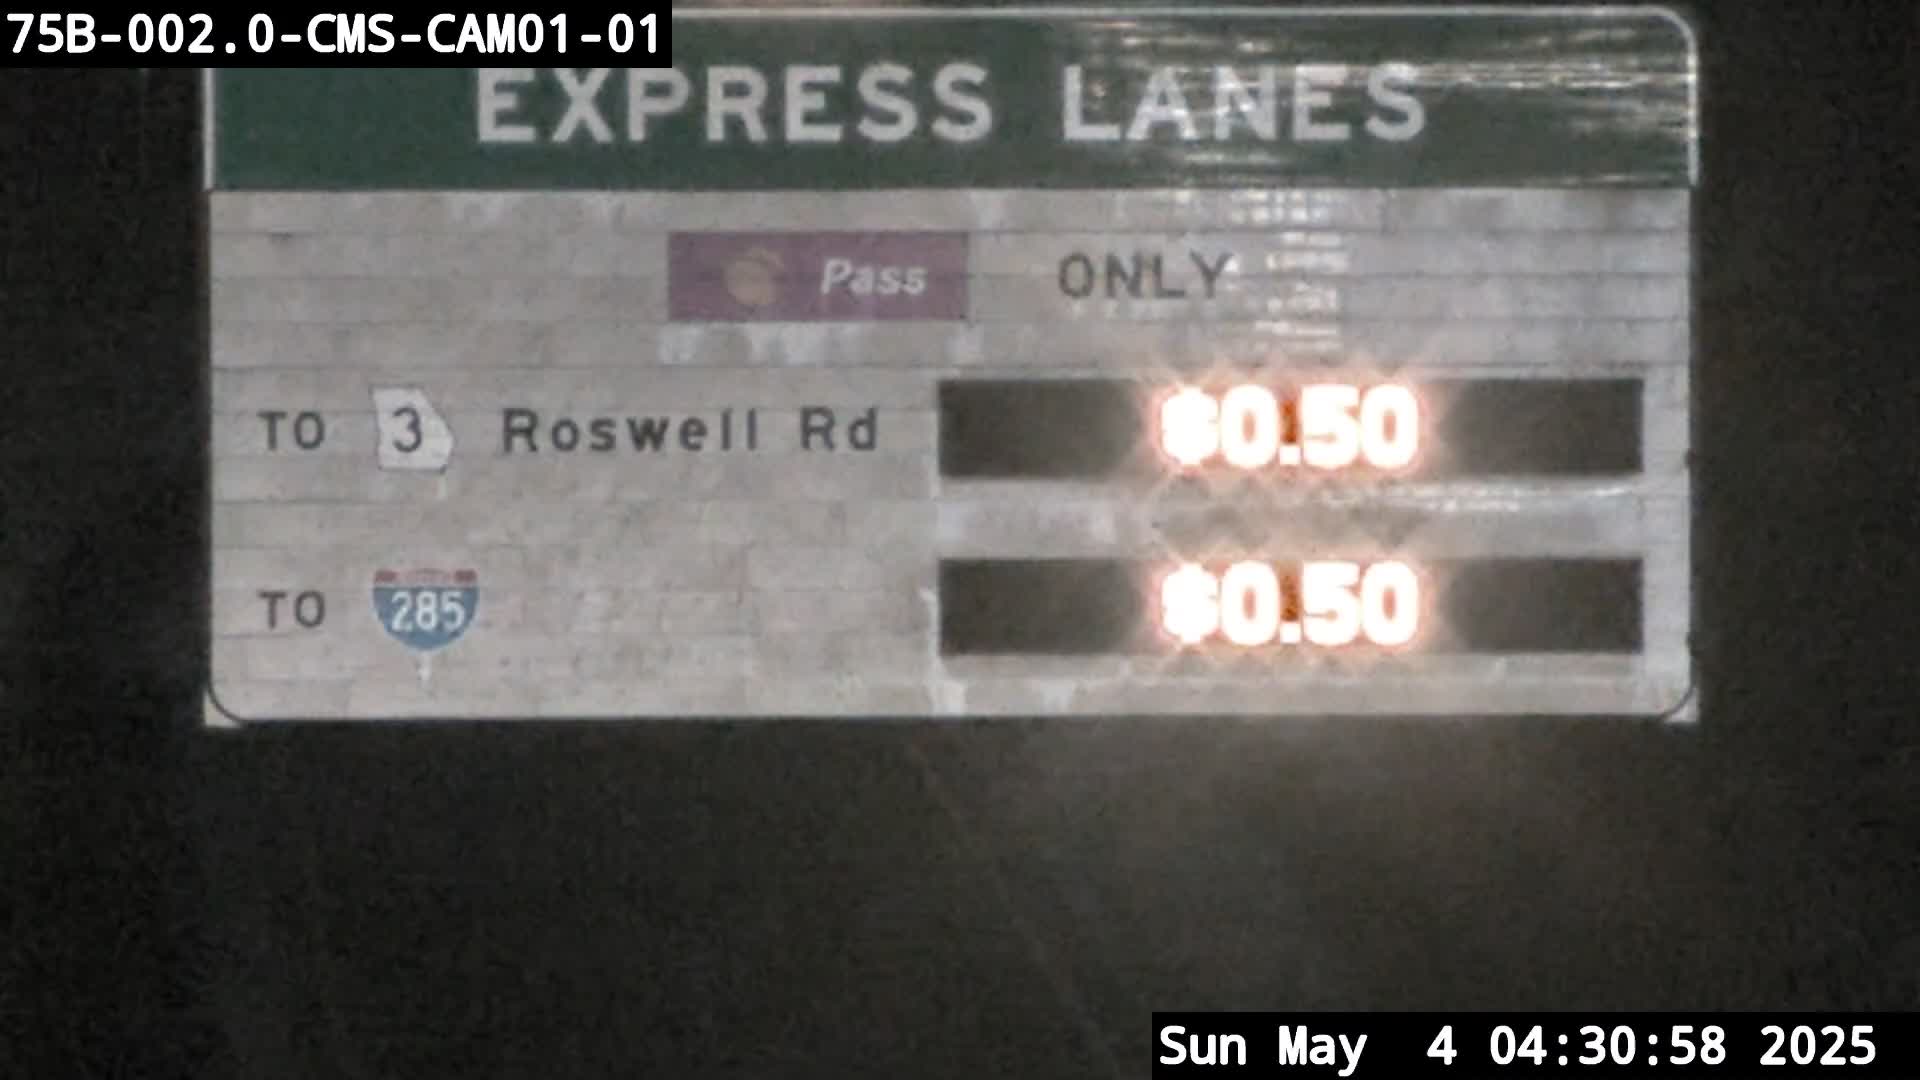 75B-002.0-CMS-CAM01-01
EXPRESS LANES
Pass ONLY
TO 3 Roswell Rd $0.50
TO 285 $0.50
Sun May 4 04:30:58 2025